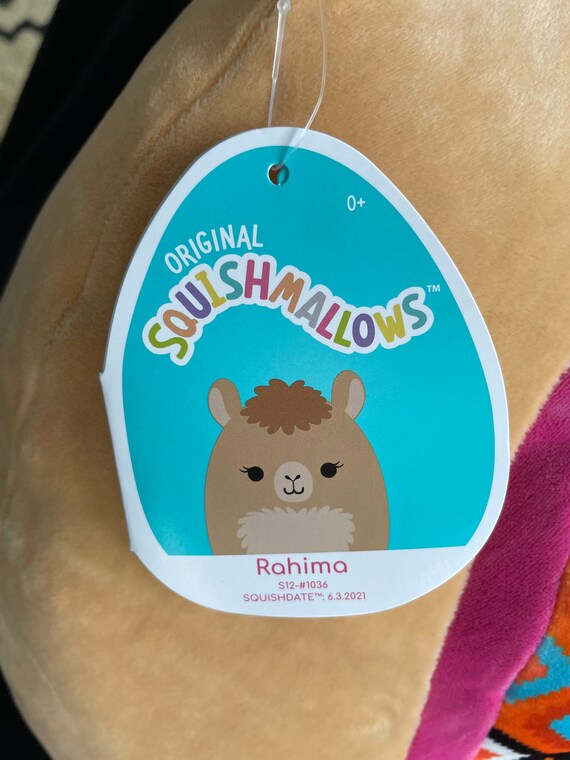 0+
ORIGINAL
SQUISHMALLOWS™
Rahima
S12-#1036
SQUISHDATE™: 6.3.2021